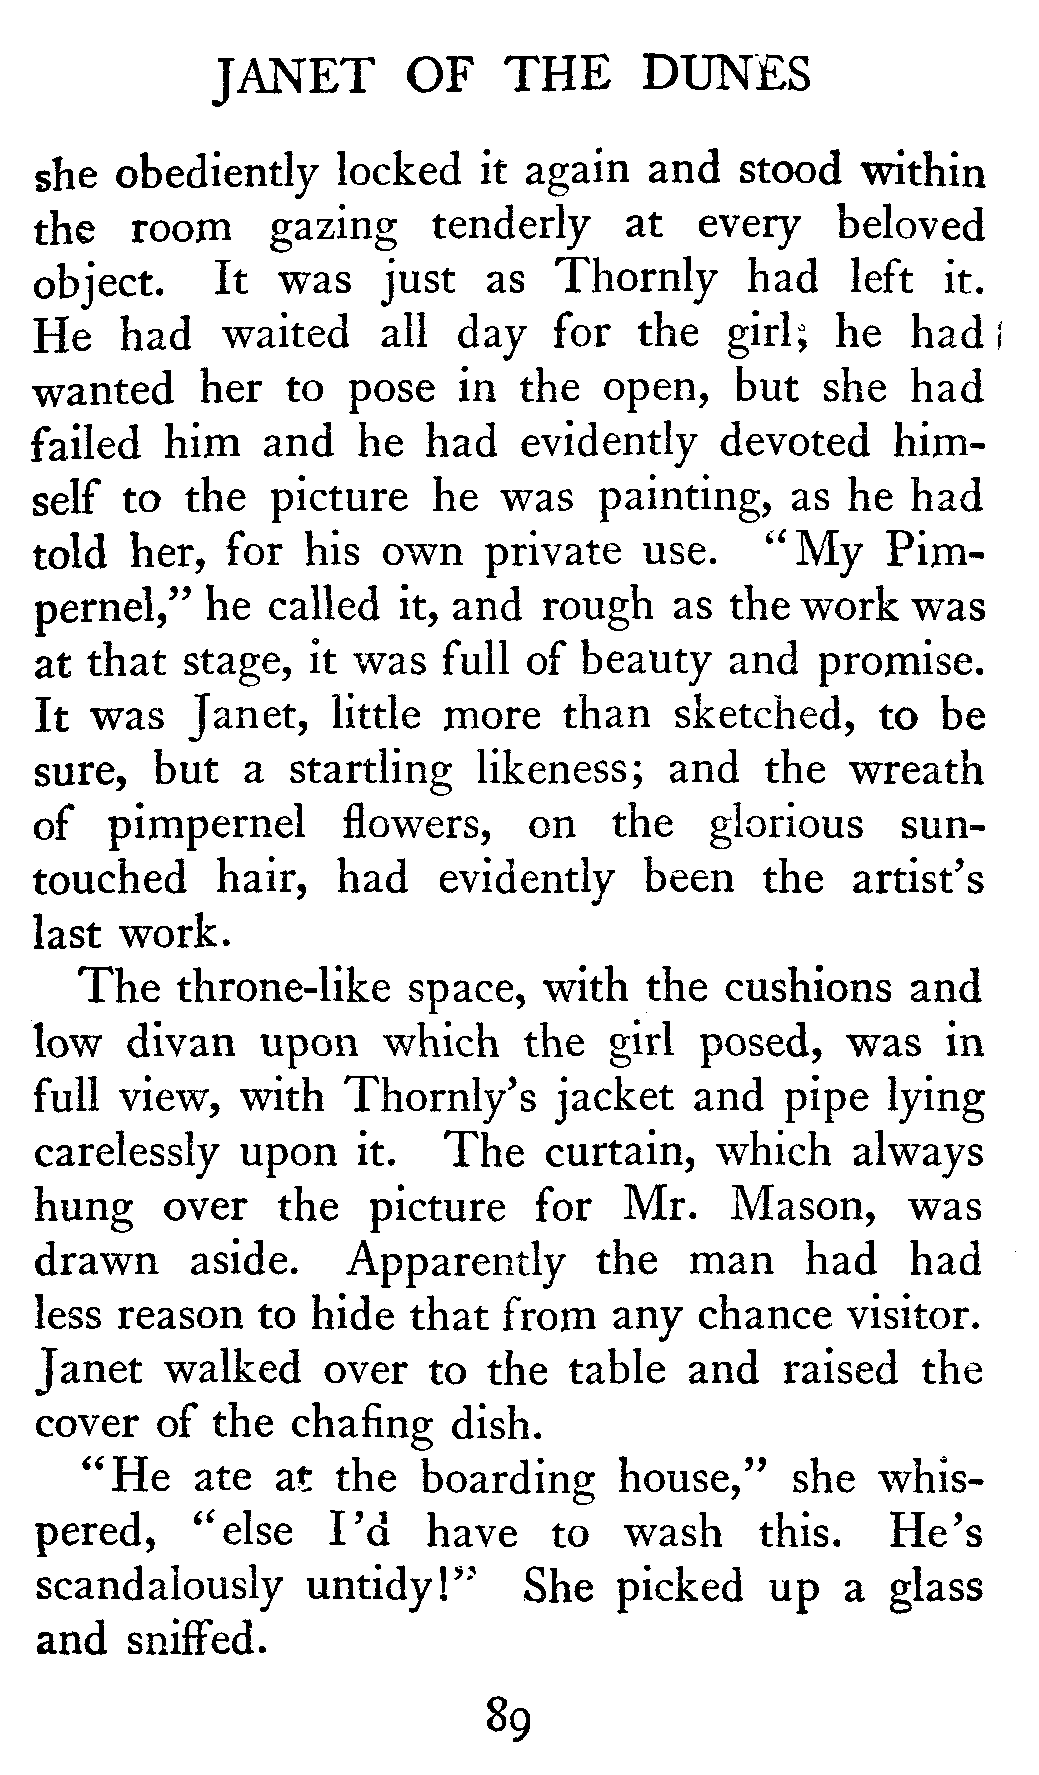 JANET OF THE DUNES
she obediently locked it again and stood within
the room gazing tenderly at every beloved
object. It was just as Thornly had left it.
He had waited all day for the girl; he had
wanted her to pose in the open, but she had
failed him and he had evidently devoted him-
self to the picture he was painting, as he had
told her, for his own private use. "My Pim-
pernel," he called it, and rough as the work was
at that stage, it was full of beauty and promise.
It was Janet, little more than sketched, to be
sure, but a startling likeness; and the wreath
of pimpernel flowers, on the glorious sun-
touched hair, had evidently been the artist's
last work.
The throne-like space, with the cushions and
low divan upon which the girl posed, was in
full view, with Thornly's jacket and pipe lying
carelessly upon it. The curtain, which always
hung over the picture for Mr. Mason, was
drawn aside. Apparently the man had had
less reason to hide that from any chance visitor.
Janet walked over to the table and raised the
cover of the chafing dish.
"He ate at the boarding house," she whis-
pered, "else I'd have to wash this. He's
scandalously untidy!" She picked up a glass
and sniffed.
89